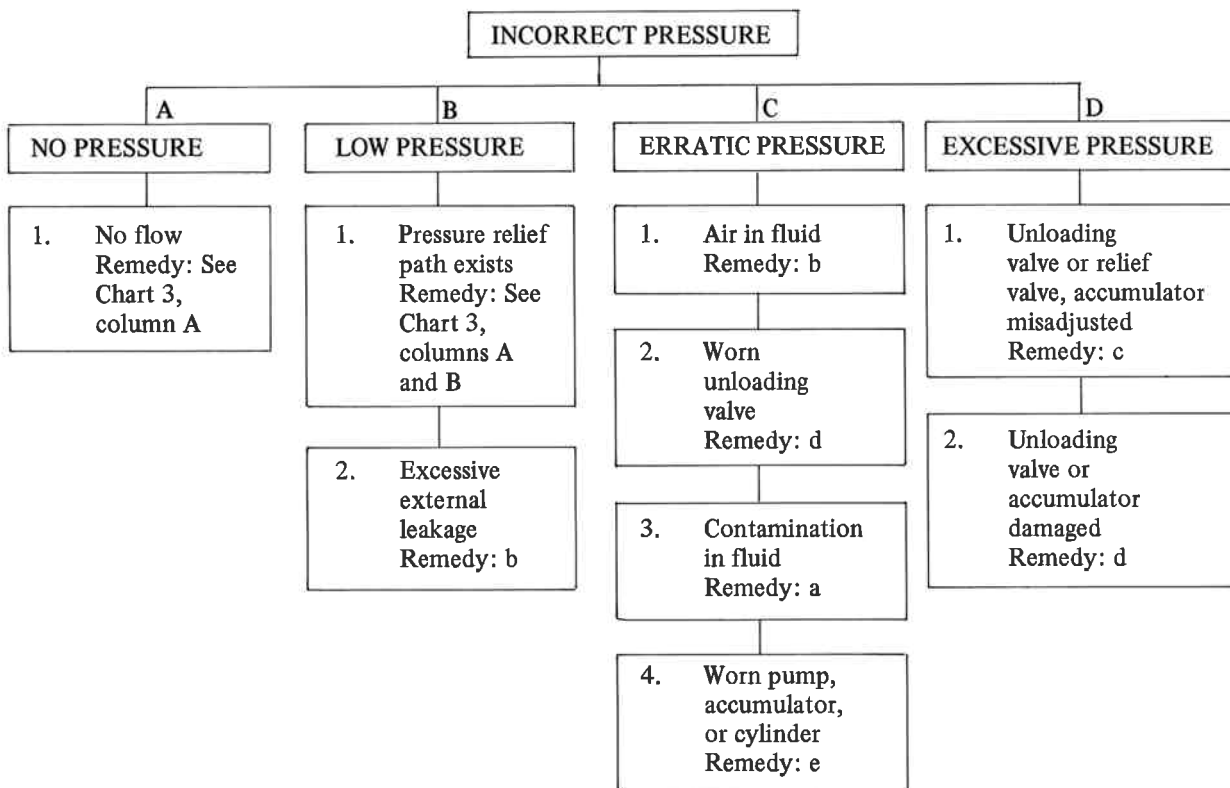 INCORRECT PRESSURE
A
NO PRESSURE
1. No flow
Remedy: See
Chart 3,
column A
B
LOW PRESSURE
1. Pressure relief
path exists
Remedy: See
Chart 3,
columns A
and B
2. Excessive
external
leakage
Remedy: b
C
ERRATIC PRESSURE
1. Air in fluid
Remedy: b
2. Worn
unloading
valve
Remedy: d
3. Contamination
in fluid
Remedy: a
4. Worn pump,
accumulator,
or cylinder
Remedy: e
D
EXCESSIVE PRESSURE
1. Unloading
valve or relief
valve, accumulator
misadjusted
Remedy: c
2. Unloading
valve or
accumulator
damaged
Remedy: d